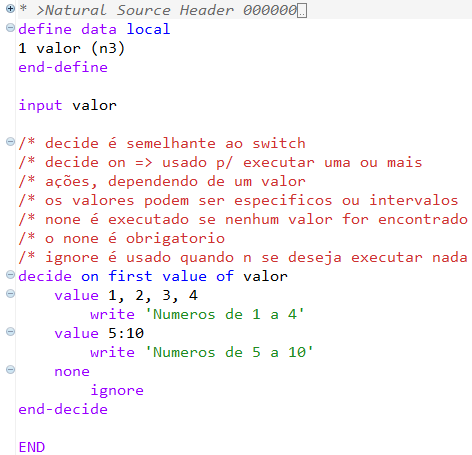 * >Natural Source Header 000000
define data local
1 valor (n3)
end-define
input valor
/* decide é semelhante ao switch
/* decide on => usado p/ executar uma ou mais
/* ações, dependendo de um valor
/* os valores podem ser especificos ou intervalos
/* none é executado se nenhum valor for encontrado
/* o none é obrigatorio
/* ignore é usado quando n se deseja executar nada
decide on first value of valor
value 1, 2, 3, 4
write 'Numeros de 1 a 4'
value 5:10
write 'Numeros de 5 a 10'
none
ignore
end-decide
END